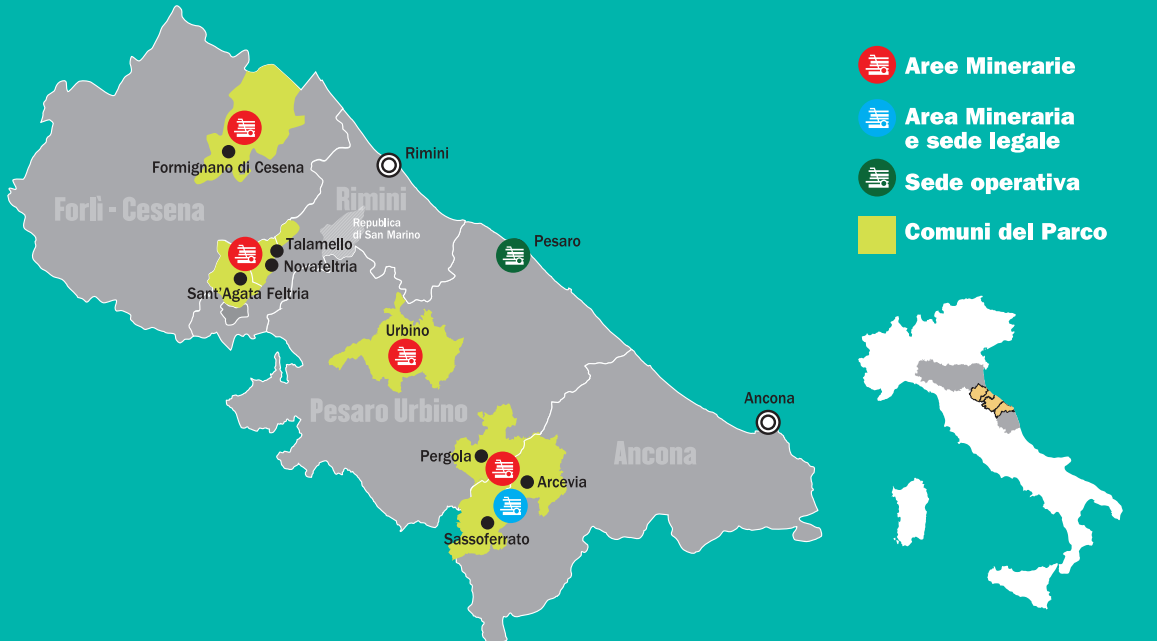 Aree Minerarie
Area Mineraria
e sede legale
Sede operativa
Comuni del Parco
Formignano di Cesena
Forlì - Cesena
Rimini
Rimini
Republica
di San Marino
Talamello
Novafeltria
Sant'Agata Feltria
Pesaro
Urbino
Pesaro Urbino
Ancona
Ancona
Pergola
Arcevia
Sassoferrato